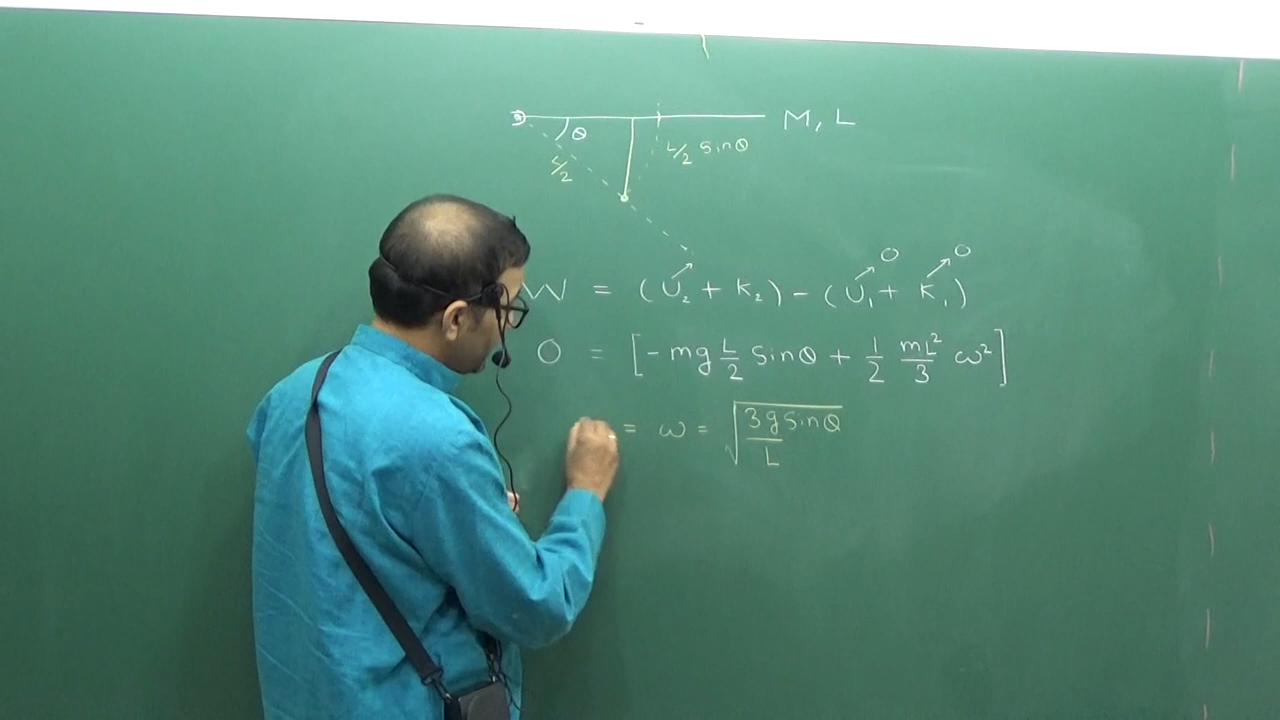 M, L
θ
L/2 sinθ
L/2
W = (U₂ + K₂) - (U₁ + K₁)
0 0
0 = [-mg L/2 sinθ + 1/2 mL²/3 ω²]
= ω = √(3g sinθ / L)